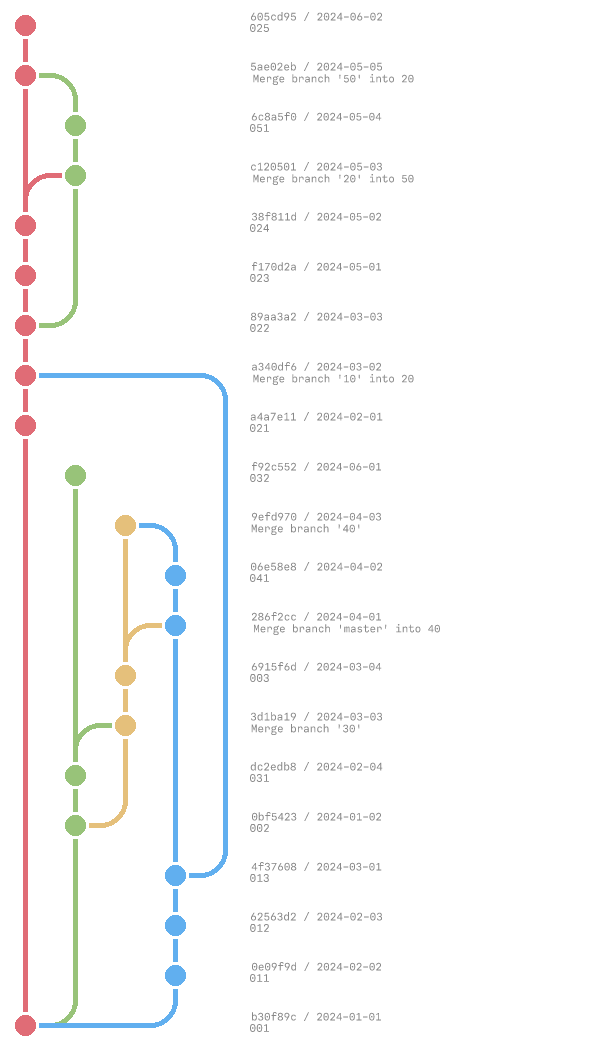 605cd95 / 2024-06-02
025
5ae02eb / 2024-05-05
Merge branch '50' into 20
6c8a5f0 / 2024-05-04
051
c120501 / 2024-05-03
Merge branch '20' into 50
38f811d / 2024-05-02
024
f170d2a / 2024-05-01
023
89aa3a2 / 2024-03-03
022
a340df6 / 2024-03-02
Merge branch '10' into 20
a4a7e11 / 2024-02-01
021
f92c552 / 2024-06-01
032
9efd970 / 2024-04-03
Merge branch '40'
06e58e8 / 2024-04-02
041
286f2cc / 2024-04-01
Merge branch 'master' into 40
6915f6d / 2024-03-04
003
3d1ba19 / 2024-03-03
Merge branch '30'
dc2edb8 / 2024-02-04
031
0bf5423 / 2024-01-02
002
4f37608 / 2024-03-01
013
62563d2 / 2024-02-03
012
0e09f9d / 2024-02-02
011
b30f89c / 2024-01-01
001